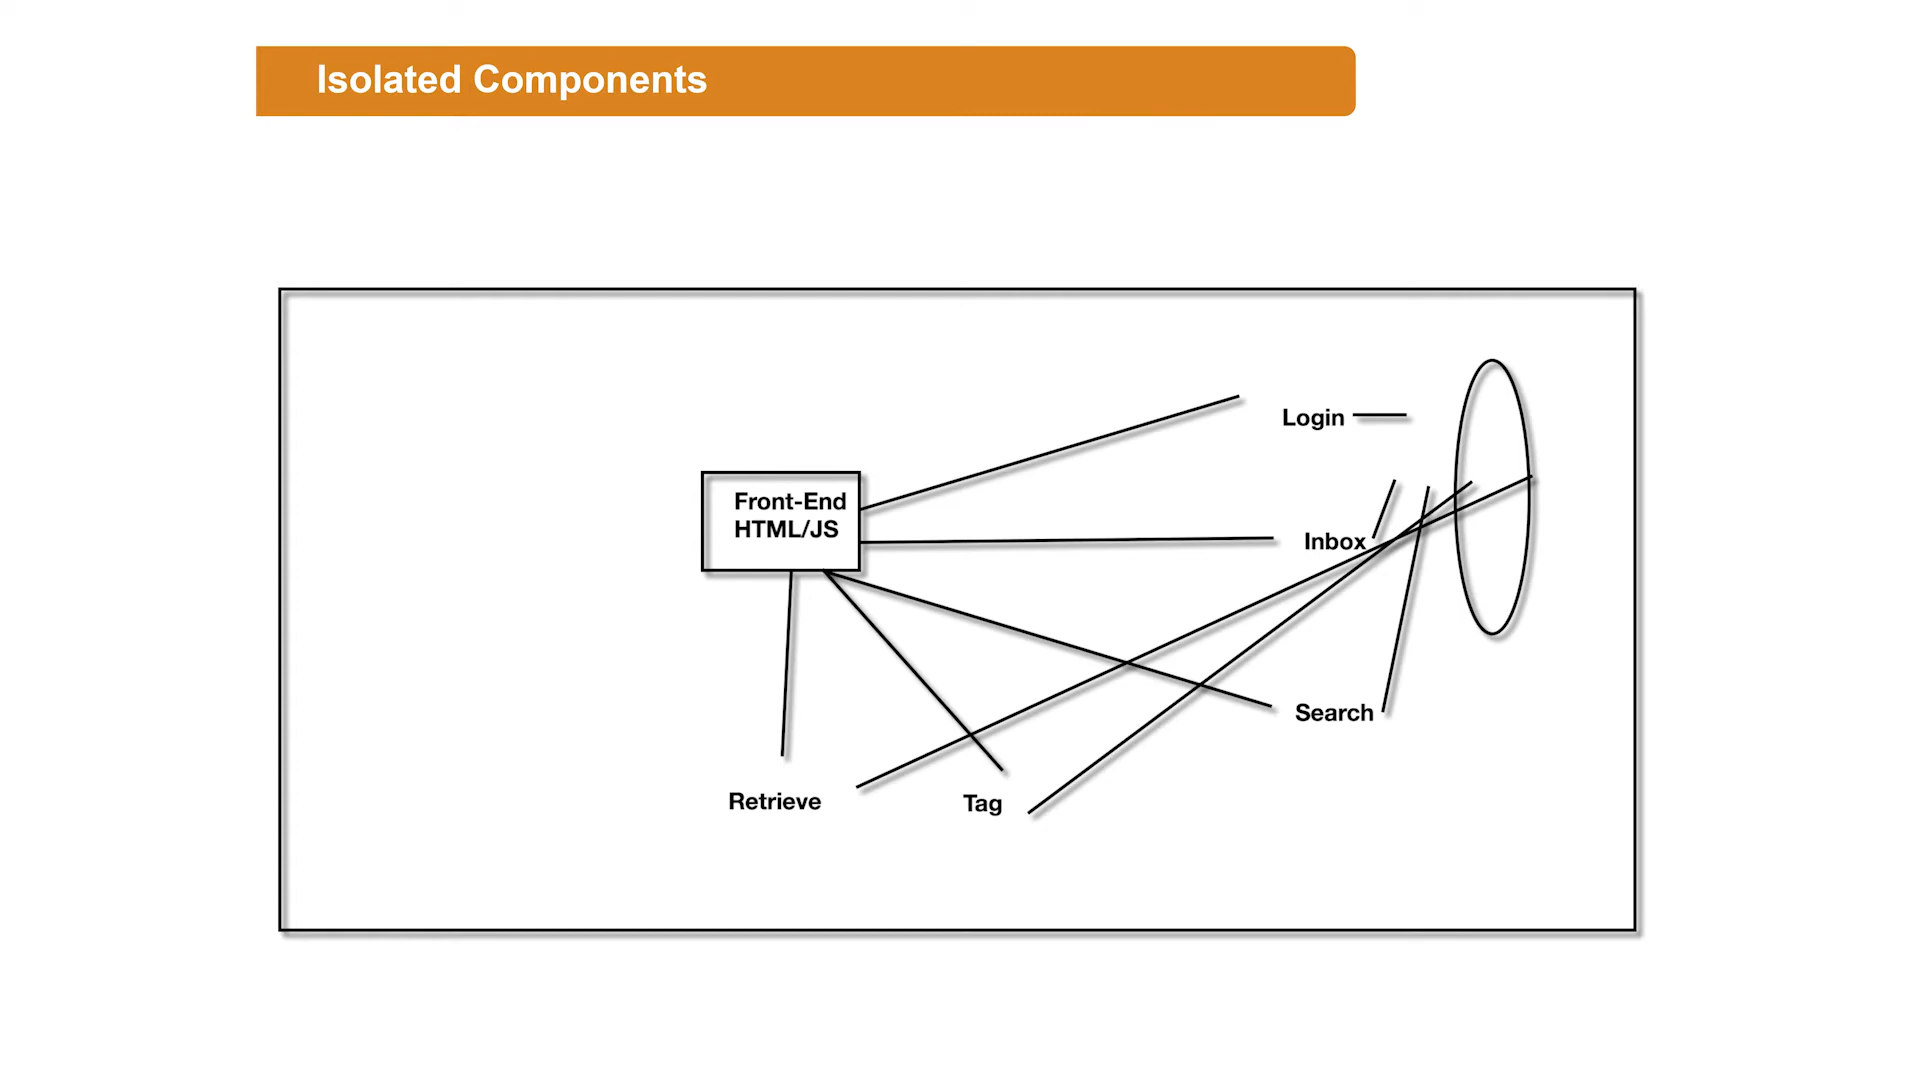 Isolated Components
Login
Front-End
HTML/JS
Inbox
Search
Retrieve
Tag